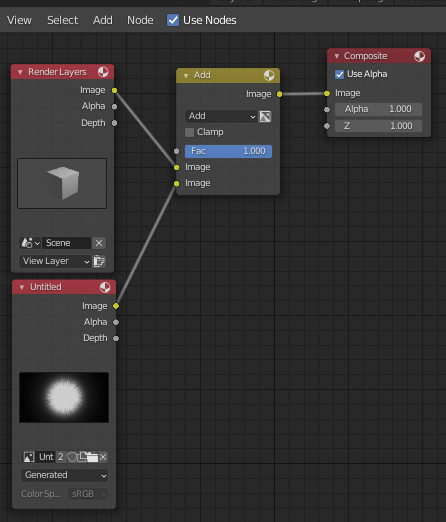 View Select Add Node Use Nodes
Render Layers
Image
Alpha
Depth
Scene
View Layer
Untitled
Image
Alpha
Depth
Unt 2
Generated
Color Sp... sRGB
Add
Image
Add
Clamp
Fac 1.000
Image
Image
Composite
Use Alpha
Image
Alpha 1.000
Z 1.000